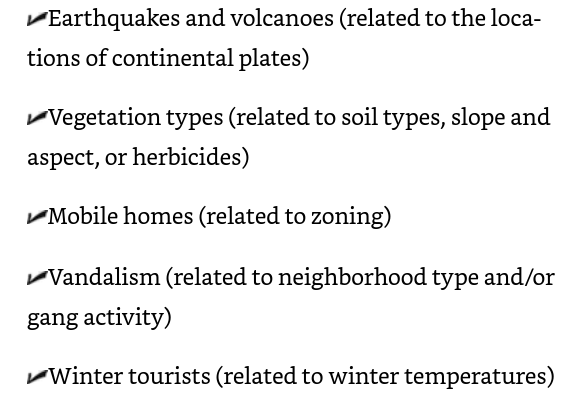 ✔Earthquakes and volcanoes (related to the loca-
tions of continental plates)
✔Vegetation types (related to soil types, slope and
aspect, or herbicides)
✔Mobile homes (related to zoning)
✔Vandalism (related to neighborhood type and/or
gang activity)
✔Winter tourists (related to winter temperatures)